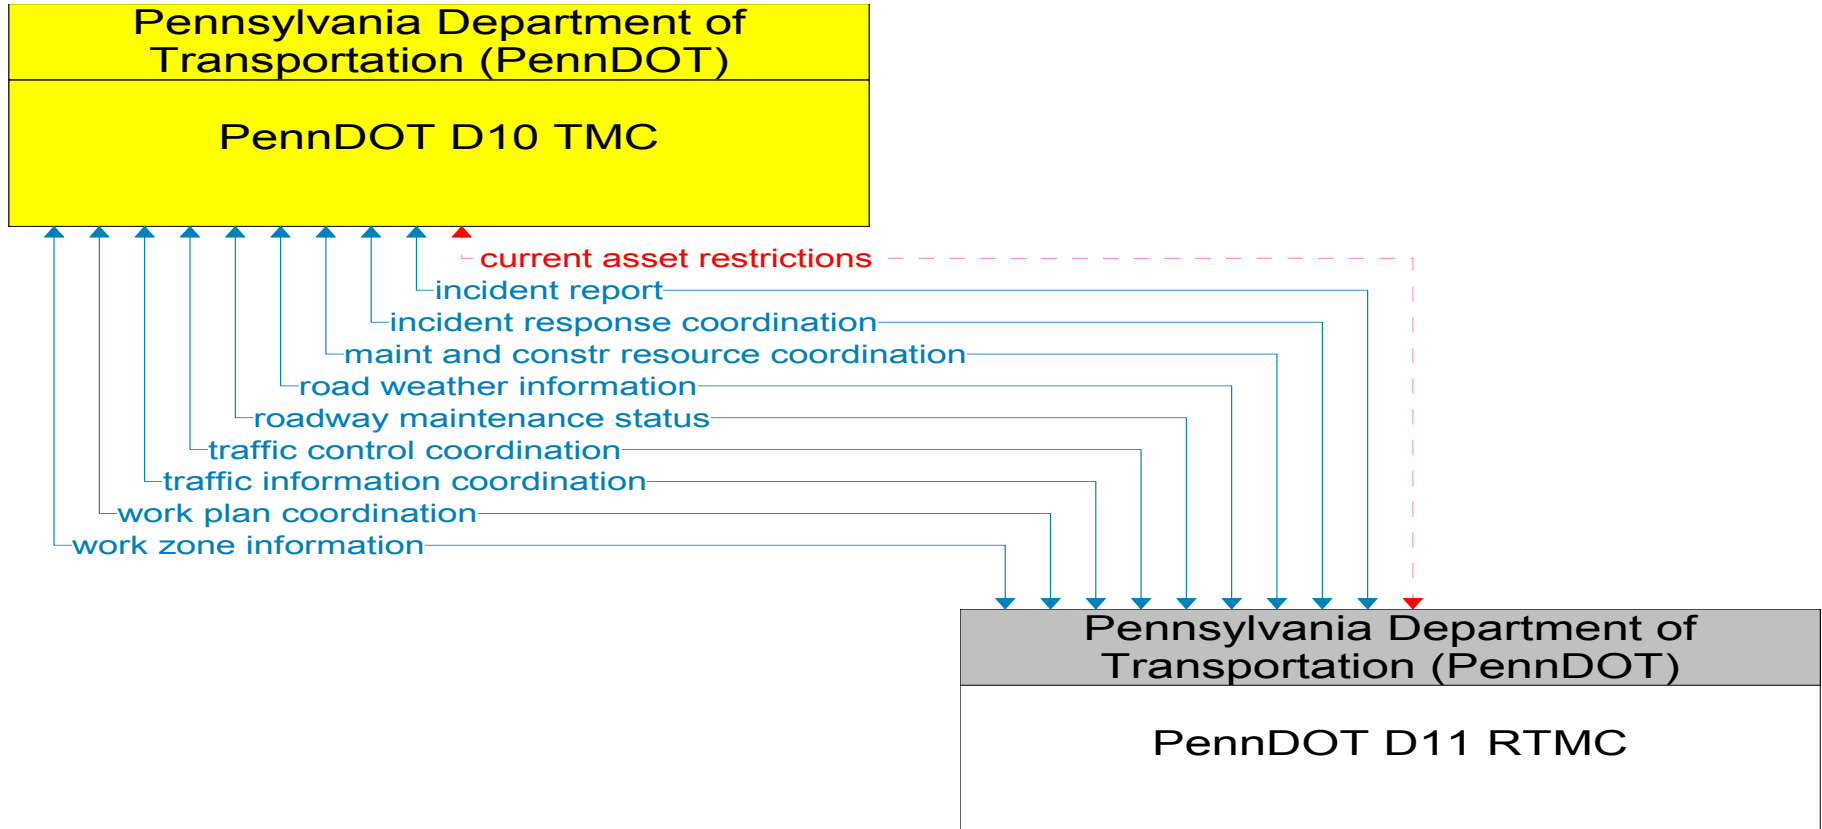 Pennsylvania Department of
Transportation (PennDOT)
PennDOT D10 TMC
current asset restrictions
incident report
incident response coordination
maint and constr resource coordination
road weather information
roadway maintenance status
traffic control coordination
traffic information coordination
work plan coordination
work zone information
Pennsylvania Department of
Transportation (PennDOT)
PennDOT D11 RTMC